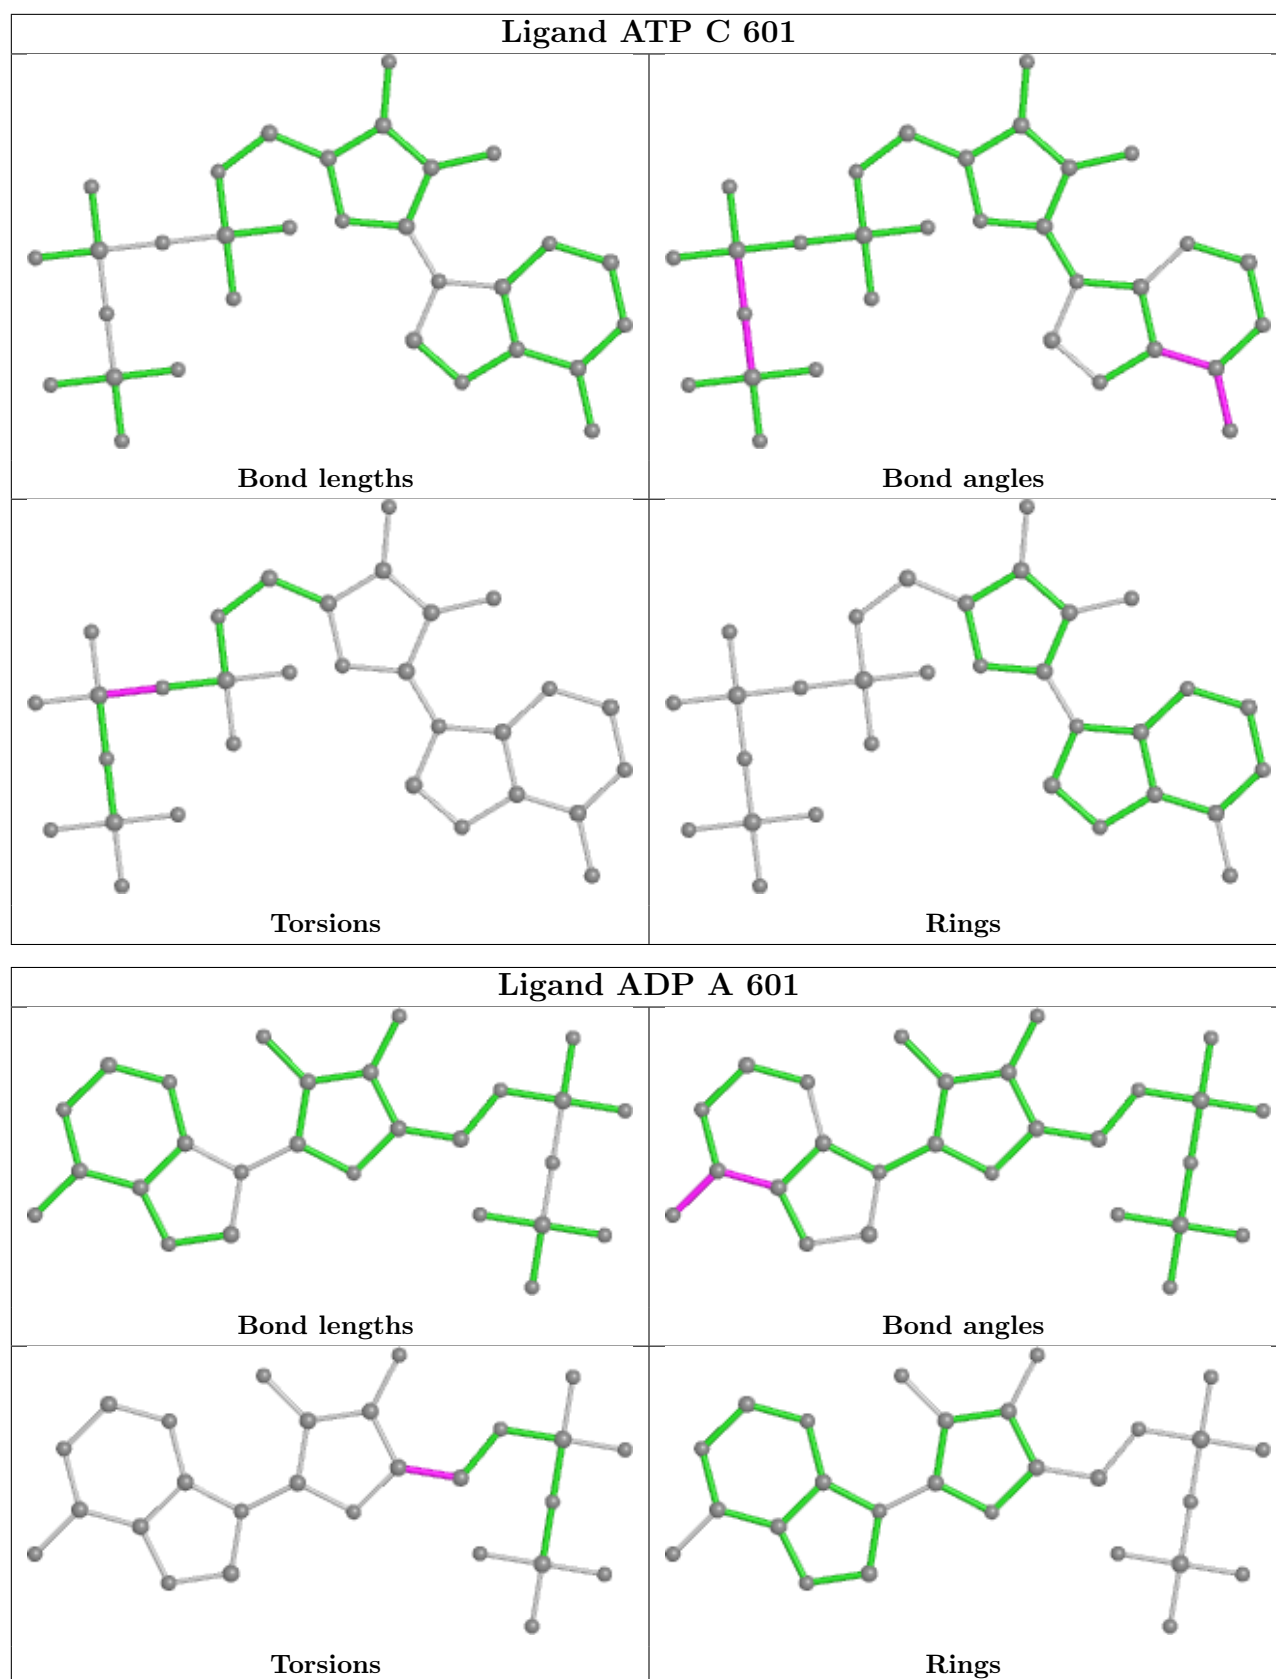 Ligand ATP C 601
Bond lengths
Bond angles
Torsions
Rings
Ligand ADP A 601
Bond lengths
Bond angles
Torsions
Rings